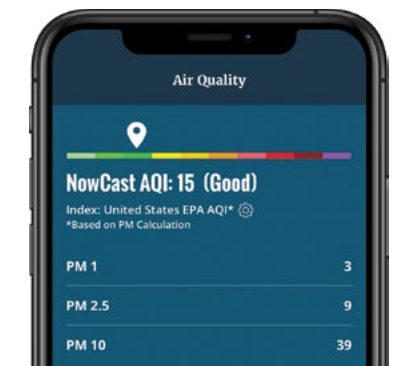 Air Quality
NowCast AQI: 15 (Good)
Index: United States EPA AQI*
*Based on PM Calculation
PM 1 3
PM 2.5 9
PM 10 39